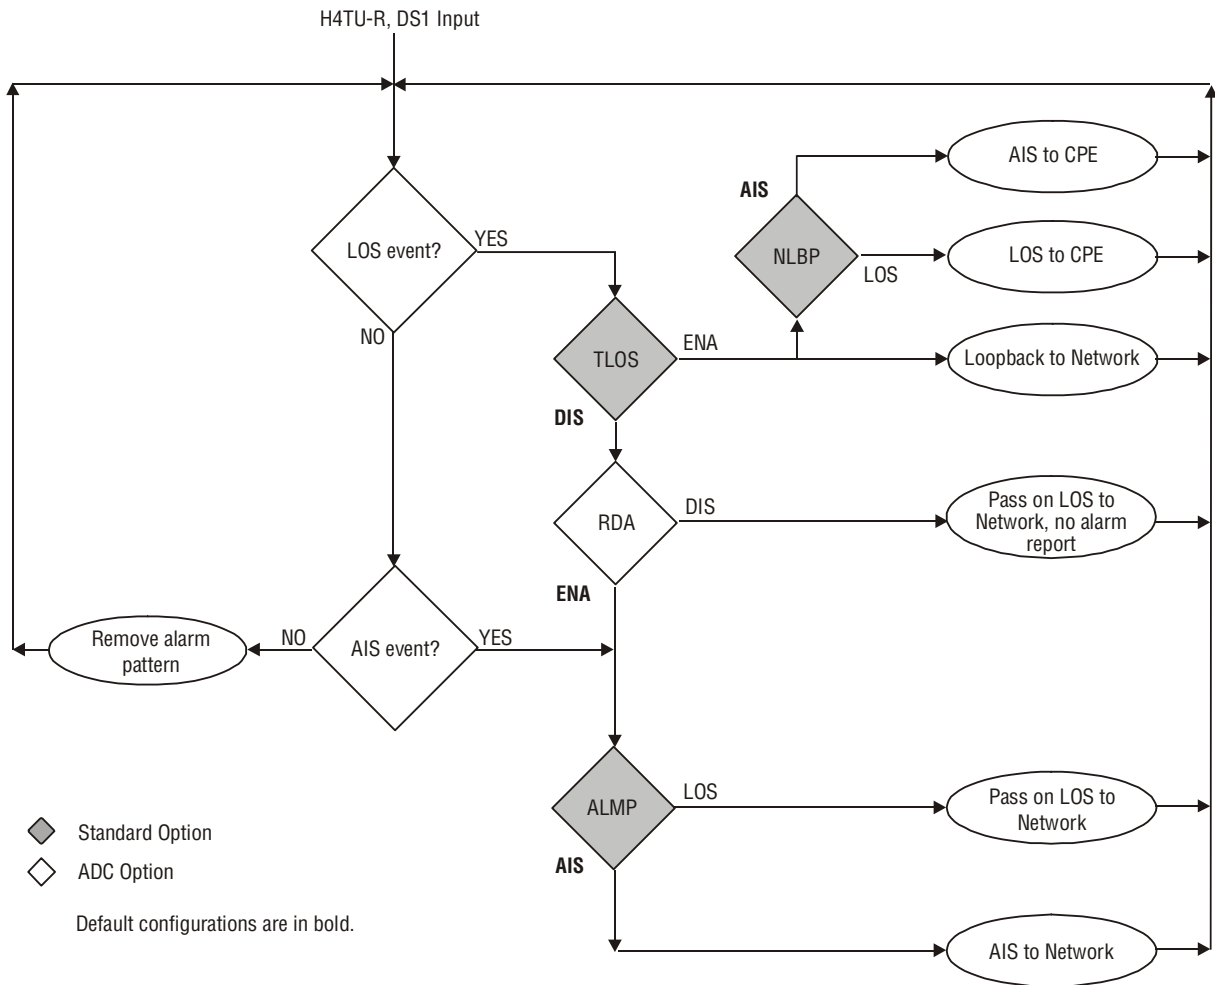 H4TU-R, DS1 Input
AIS to CPE
AIS
LOS event?
YES
NLBP
LOS to CPE
LOS
NO
TLOS
ENA
Loopback to Network
DIS
RDA
DIS
Pass on LOS to
Network, no alarm
report
ENA
Remove alarm
pattern
NO
AIS event?
YES
ALMP
LOS
Pass on LOS to
Network
Standard Option
AIS
ADC Option
Default configurations are in bold.
AIS to Network